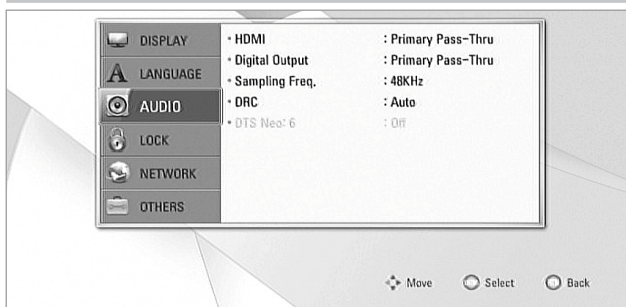 DISPLAY
LANGUAGE
AUDIO
LOCK
NETWORK
OTHERS
• HDMI : Primary Pass-Thru
• Digital Output : Primary Pass-Thru
• Sampling Freq. : 48KHz
• DRC : Auto
• DTS Neo: 6 : Off
Move Select Back